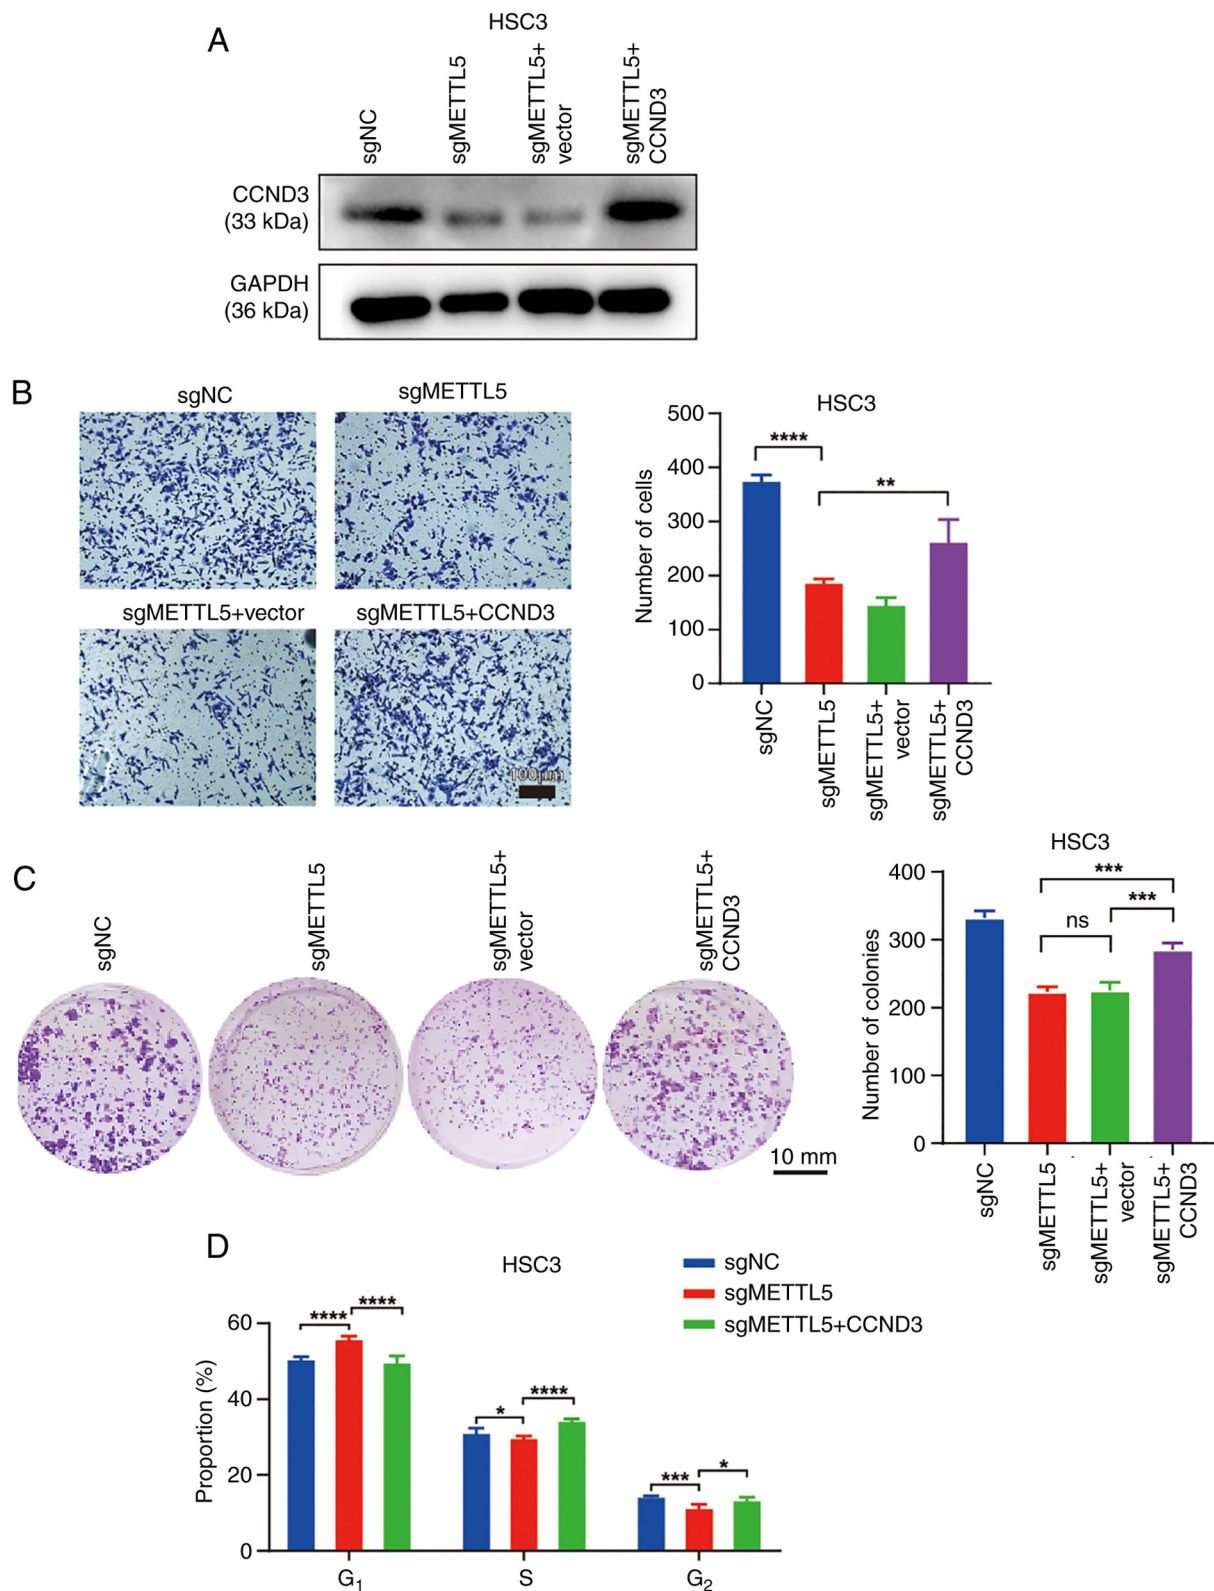 A
HSC3
sgNC
sgMETTL5
sgMETTL5+
vector
sgMETTL5+
CCND3
CCND3
(33 kDa)
GAPDH
(36 kDa)
B
sgNC
sgMETTL5
sgMETTL5+vector
sgMETTL5+CCND3
100µm
HSC3
Number of cells
500
400
300
200
100
0
****
**
sgNC
sgMETTL5
sgMETTL5+
vector
sgMETTL5+
CCND3
C
sgNC
sgMETTL5
sgMETTL5+
vector
sgMETTL5+
CCND3
10 mm
HSC3
Number of colonies
400
300
200
100
0
***
***
ns
sgNC
sgMETTL5
sgMETTL5+
vector
sgMETTL5+
CCND3
D
HSC3
sgNC
sgMETTL5
sgMETTL5+CCND3
Proportion (%)
60
40
20
0
**** ****
* ****
*** *
G₁ S G₂